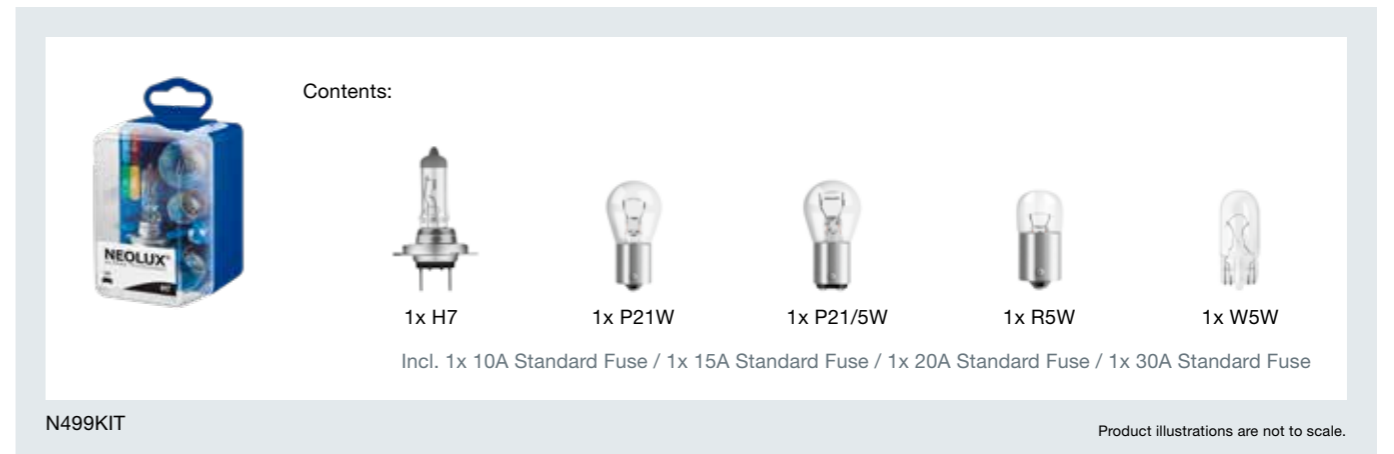 Contents:
NEOLUX®
H7
1x H7
1x P21W
1x P21/5W
1x R5W
1x W5W
Incl. 1x 10A Standard Fuse / 1x 15A Standard Fuse / 1x 20A Standard Fuse / 1x 30A Standard Fuse
N499KIT
Product illustrations are not to scale.